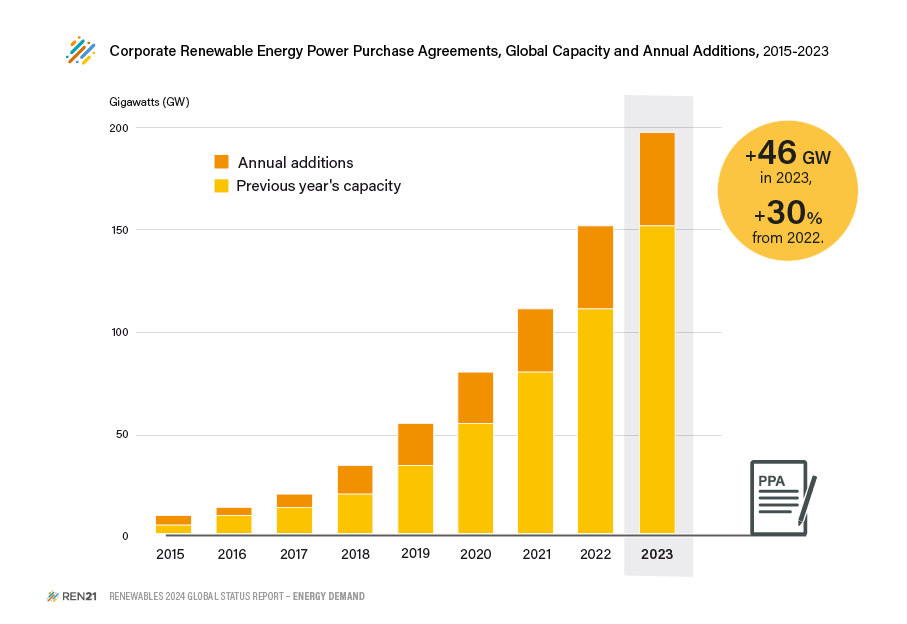 Corporate Renewable Energy Power Purchase Agreements, Global Capacity and Annual Additions, 2015-2023
Gigawatts (GW)
200
150
100
50
0
Annual additions
Previous year's capacity
+46 GW
in 2023,
+30%
from 2022.
PPA
2015 2016 2017 2018 2019 2020 2021 2022 2023
REN21 RENEWABLES 2024 GLOBAL STATUS REPORT – ENERGY DEMAND